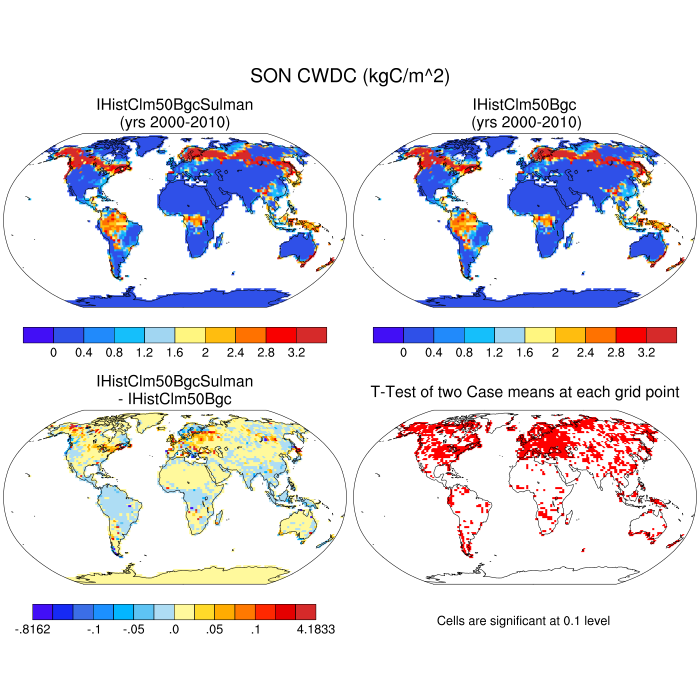 SON CWDC (kgC/m^2)
IHistClm50BgcSulman
(yrs 2000-2010)
IHistClm50Bgc
(yrs 2000-2010)
0 0.4 0.8 1.2 1.6 2 2.4 2.8 3.2
0 0.4 0.8 1.2 1.6 2 2.4 2.8 3.2
IHistClm50BgcSulman
- IHistClm50Bgc
T-Test of two Case means at each grid point
-.8162 -.1 -.05 .0 .05 .1 4.1833
Cells are significant at 0.1 level